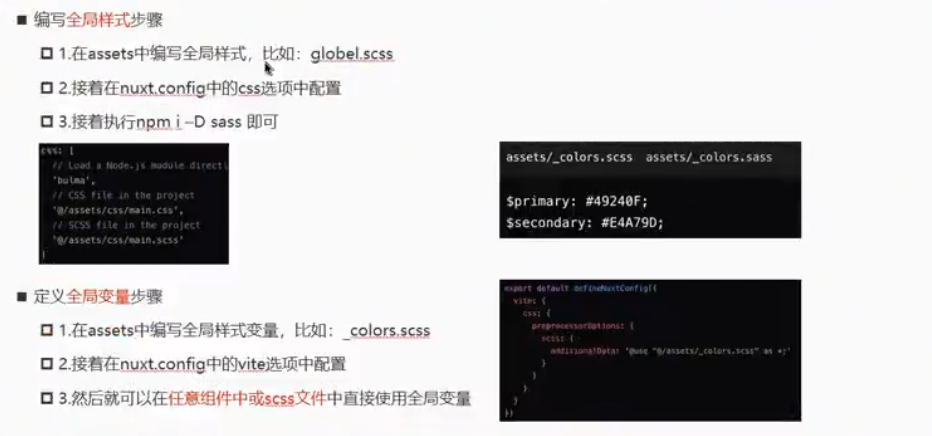 编写全局样式步骤
1.在assets中编写全局样式，比如：globel.scss
2.接着在nuxt.config中的css选项中配置
3.接着执行npm i –D sass 即可
css: [
// Load a Node.js module directl
'bulma',
// CSS file in the project
'@/assets/css/main.css',
// SCSS file in the project
'@/assets/css/main.scss'
]
assets/_colors.scss assets/_colors.sass
$primary: #49240F;
$secondary: #E4A79D;
定义全局变量步骤
1.在assets中编写全局样式变量，比如：_colors.scss
2.接着在nuxt.config中的vite选项中配置
3.然后就可以在任意组件中或scss文件中直接使用全局变量
export default defineNuxtConfig({
vite: {
css: {
preprocessorOptions: {
scss: {
additionalData: '@use "@/assets/_colors.scss" as *;'
}
}
}
}
})